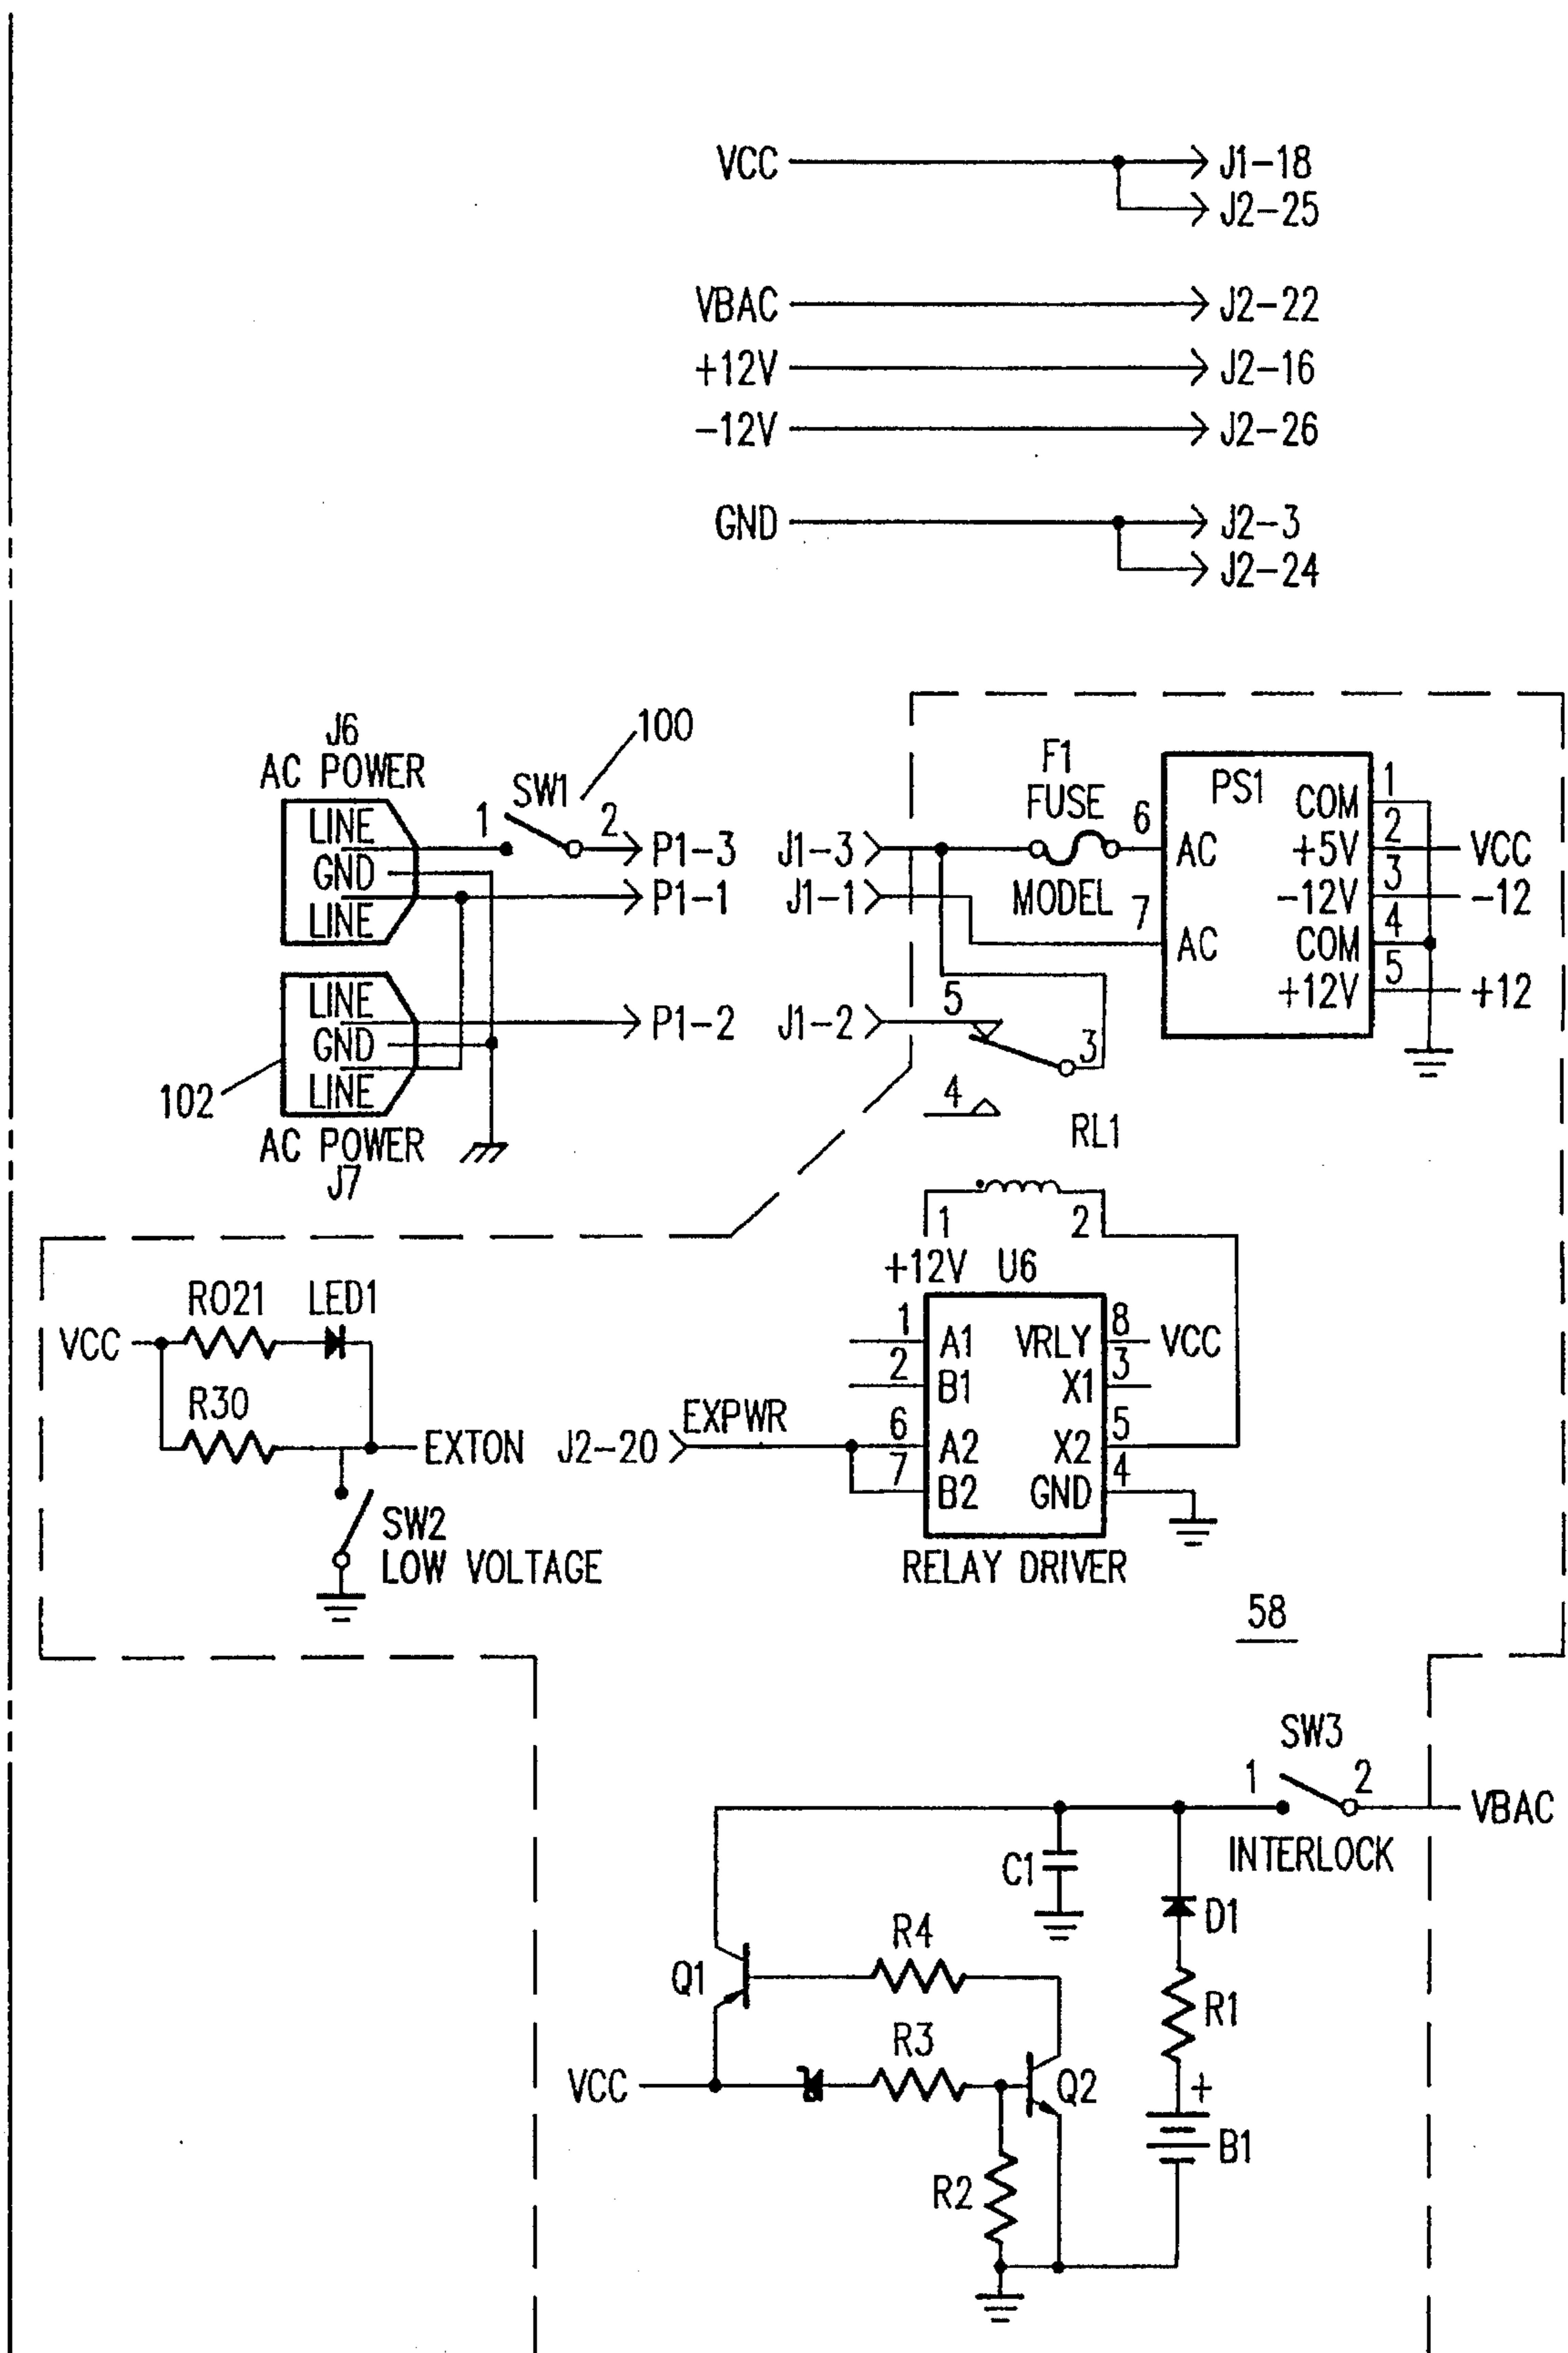 VCC J1-18
J2-25
VBAC J2-22
+12V J2-16
-12V J2-26
GND J2-3
J2-24
J6
AC POWER
LINE
GND
LINE
1 SW1 2
100
P1-3
P1-1
LINE
GND
LINE
102
AC POWER
J7
P1-2
J1-3
J1-1
J1-2
F1
FUSE
MODEL
6
7
PS1
AC
AC
COM 1
+5V 2 VCC
-12V 3 -12
COM 4
+12V 5 +12
5
3
4
RL1
1 2
+12V U6
1 A1 VRLY 8 VCC
2 B1 X1 3
6 A2 X2 5
7 B2 GND 4
RELAY DRIVER
RO21 LED1
VCC
R30
EXTON J2-20 EXPWR
SW2
LOW VOLTAGE
58
SW3
1 2
VBAC
INTERLOCK
C1
D1
R4
Q1
R1
R3
VCC
Q2
+
B1
R2